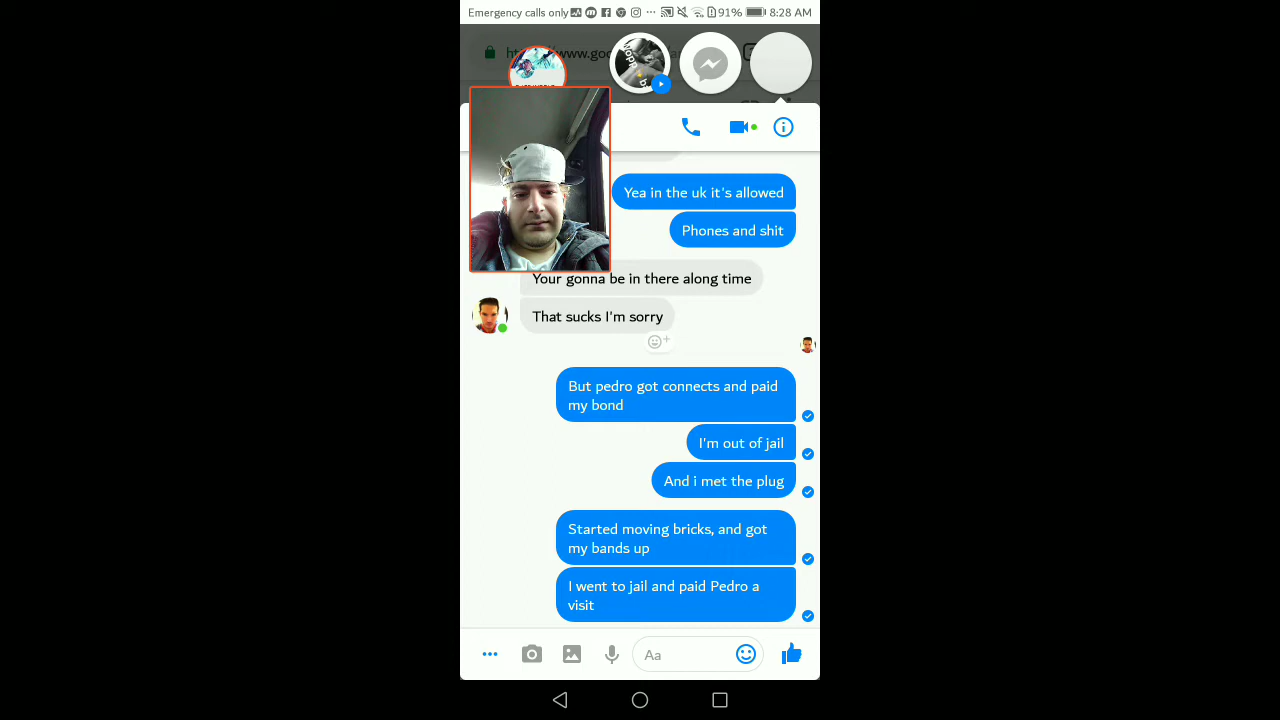 Emergency calls only
91%
8:28 AM
Yea in the uk it's allowed
Phones and shit
Your gonna be in there along time
That sucks I'm sorry
But pedro got connects and paid
my bond
I'm out of jail
And i met the plug
Started moving bricks, and got
my bands up
I went to jail and paid Pedro a
visit
Aa